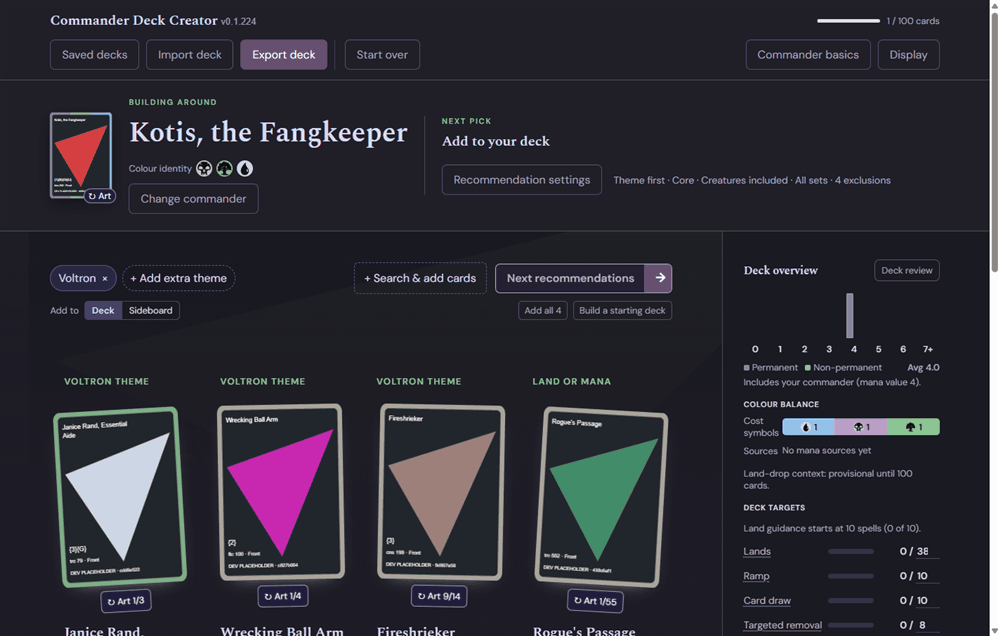 Commander Deck Creator v0.1.224
1 / 100 cards
Saved decks
Import deck
Export deck
Start over
Commander basics
Display
BUILDING AROUND
Kotis, the Fangkeeper
Kotis, the Fangkeeper
Colour identity
↻ Art
Change commander
NEXT PICK
Add to your deck
Recommendation settings
Theme first · Core · Creatures included · All sets · 4 exclusions
Voltron ×
+ Add extra theme
+ Search & add cards
Next recommendations →
Add to
Deck
Sideboard
Add all 4
Build a starting deck
VOLTRON THEME
VOLTRON THEME
VOLTRON THEME
LAND OR MANA
Janice Rand, Essential
Aide
{3}{G}
Wrecking Ball Arm
{2}
Fireshrieker
{3}
Rogue's Passage
↻ Art 1/3
↻ Art 1/4
↻ Art 9/14
↻ Art 1/55
Janice Rand,
Wrecking Ball Arm
Fireshrieker
Rogue's Passage
Deck overview
Deck review
0 1 2 3 4 5 6 7+
Permanent
Non-permanent
Avg 4.0
Includes your commander (mana value 4).
COLOUR BALANCE
Cost
symbols
1
1
1
Sources
No mana sources yet
Land-drop context: provisional until 100
cards.
DECK TARGETS
Land guidance starts at 10 spells (0 of 10).
Lands
0 / 38
Ramp
0 / 10
Card draw
0 / 10
Targeted removal
0 / 8